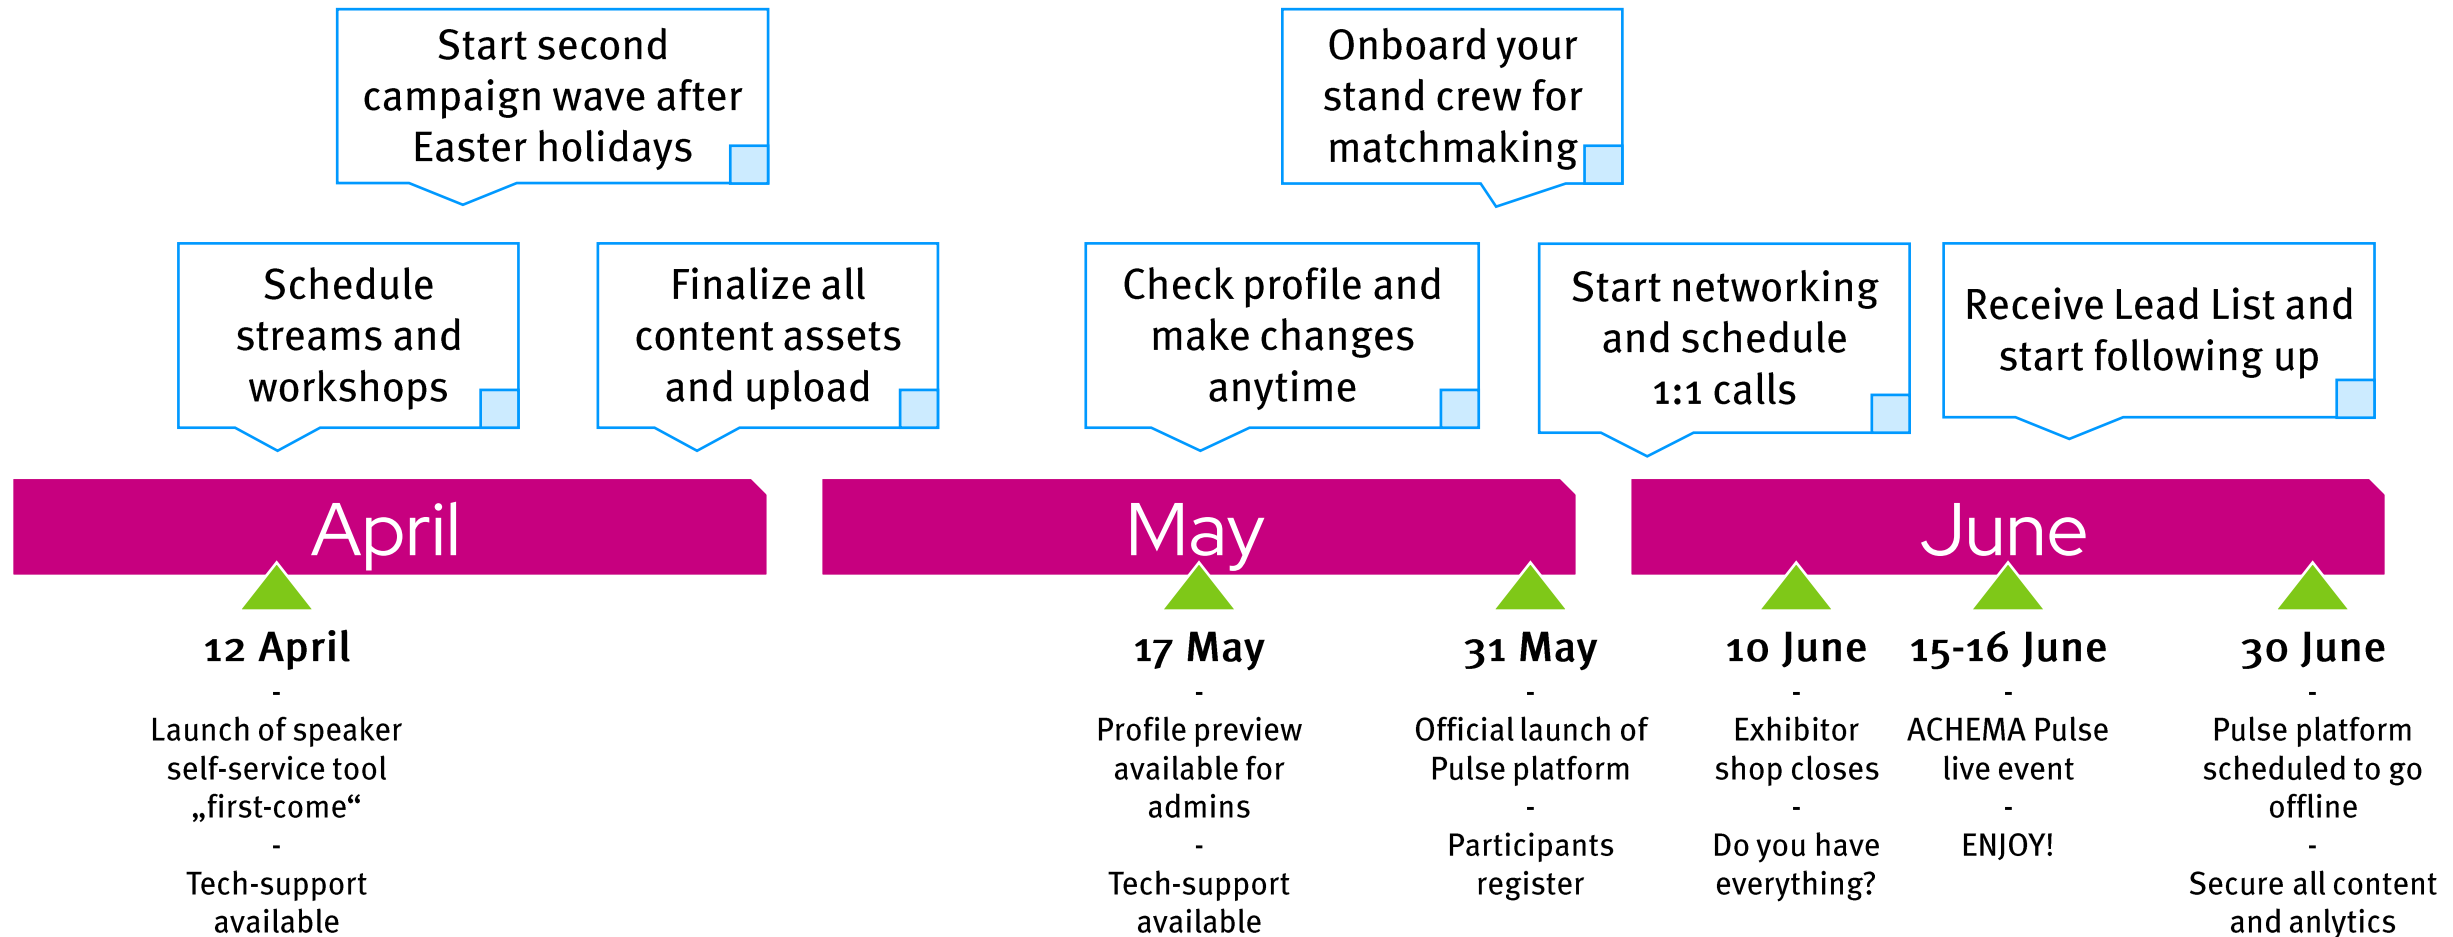 Start second
campaign wave after
Easter holidays
Onboard your
stand crew for
matchmaking
Schedule
streams and
workshops
Finalize all
content assets
and upload
Check profile and
make changes
anytime
Start networking
and schedule
1:1 calls
Receive Lead List and
start following up
April
May
June
12 April
-
Launch of speaker
self-service tool
„first-come“
-
Tech-support
available
17 May
-
Profile preview
available for
admins
-
Tech-support
available
31 May
-
Official launch of
Pulse platform
-
Participants
register
10 June
-
Exhibitor
shop closes
-
Do you have
everything?
15-16 June
-
ACHEMA Pulse
live event
-
ENJOY!
30 June
-
Pulse platform
scheduled to go
offline
-
Secure all content
and anlytics